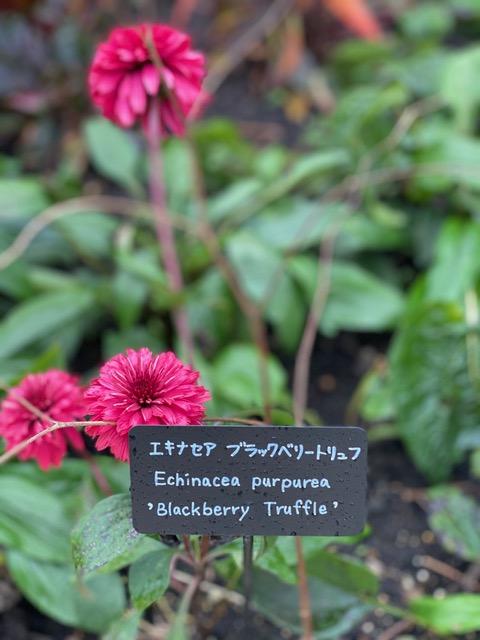 エキナセア ブラックベリートリュフ
Echinacea purpurea
'Blackberry Truffle'